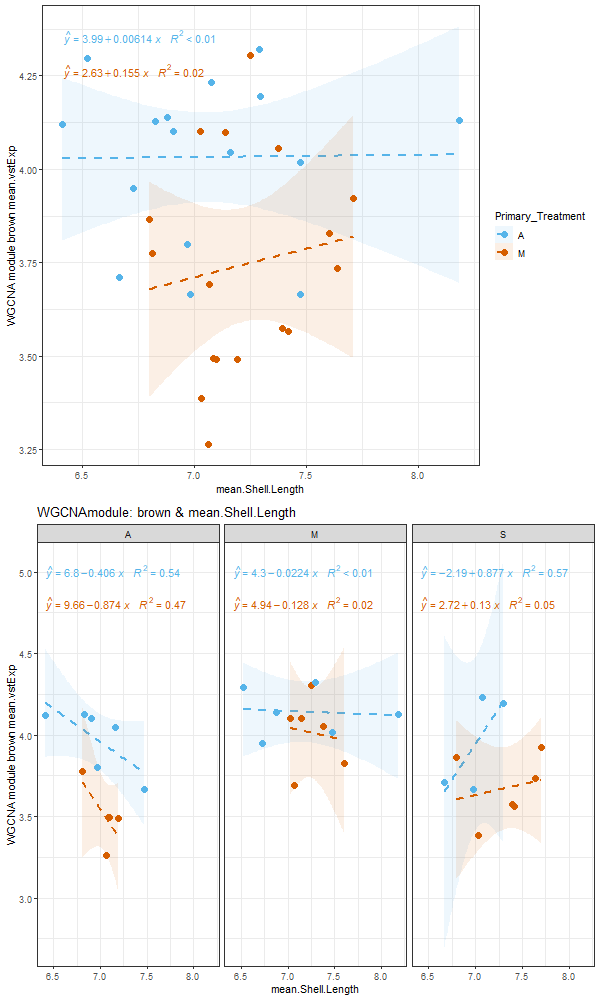 ŷ = 3.99 + 0.00614 x R² < 0.01
ŷ = 2.63 + 0.155 x R² = 0.02
4.25
4.00
3.75
3.50
3.25
WGCNA module brown mean.vstExp
6.5 7.0 7.5 8.0
mean.Shell.Length
Primary_Treatment
A
M
WGCNAmodule: brown & mean.Shell.Length
A M S
ŷ = 6.8 − 0.406 x R² = 0.54
ŷ = 9.66 − 0.874 x R² = 0.47
ŷ = 4.3 − 0.0224 x R² < 0.01
ŷ = 4.94 − 0.128 x R² = 0.02
ŷ = −2.19 + 0.877 x R² = 0.57
ŷ = 2.72 + 0.13 x R² = 0.05
5.0
4.5
4.0
3.5
3.0
WGCNA module brown mean.vstExp
6.5 7.0 7.5 8.0 6.5 7.0 7.5 8.0 6.5 7.0 7.5 8.0
mean.Shell.Length